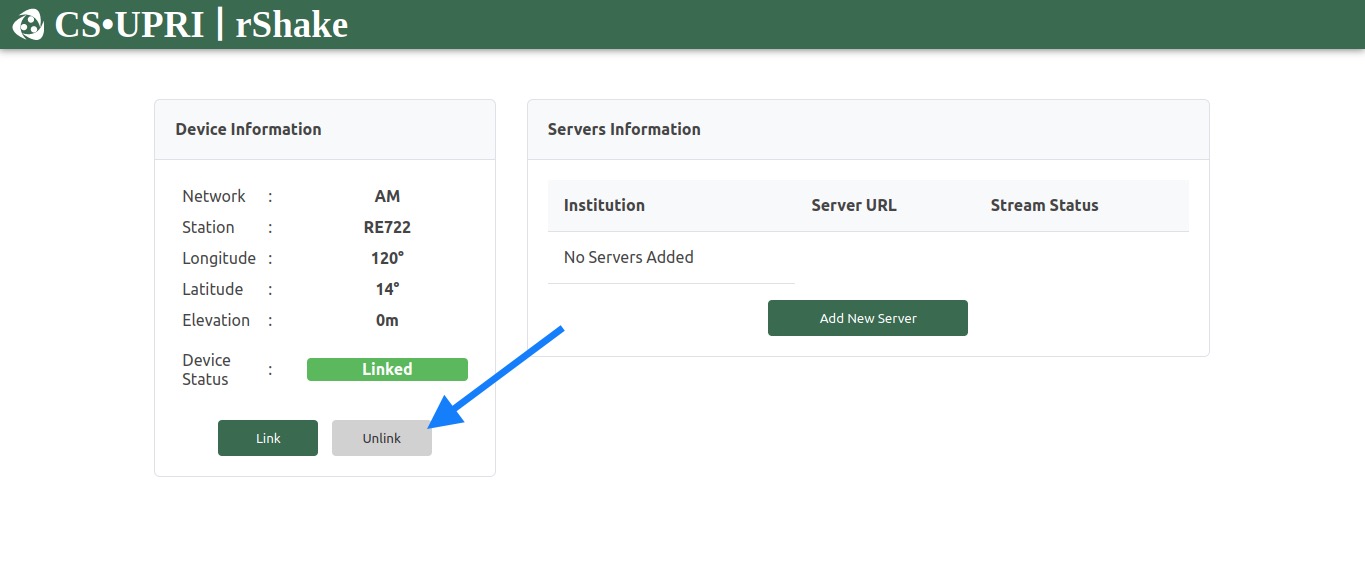 CS•UPRI | rShake
Device Information
Network : AM
Station : RE722
Longitude : 120°
Latitude : 14°
Elevation : 0m
Device Status : Linked
Link Unlink
Servers Information
Institution Server URL Stream Status
No Servers Added
Add New Server